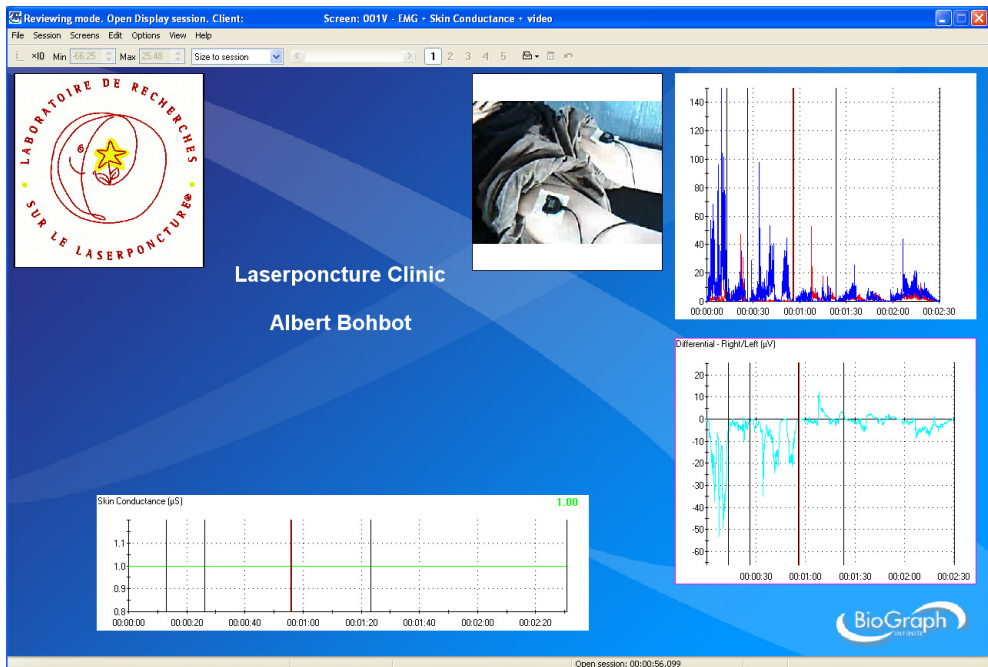 Reviewing mode. Open Display session. Client: Screen: 001V - EMG + Skin Conductance + video
File Session Screens Edit Options View Help
×10 Min -66.25 Max 25.48 Size to session 1 2 3 4 5
LABORATOIRE DE RECHERCHES
SUR LE LASERPONCTURE®
Laserponcture Clinic
Albert Bohbot
140
120
100
80
60
40
20
0
00:00:00 00:00:30 00:01:00 00:01:30 00:02:00 00:02:30
Differential - Right/Left (µV)
20
10
0
-10
-20
-30
-40
-50
-60
00:00:30 00:01:00 00:01:30 00:02:00 00:02:30
Skin Conductance (µS) 1.00
1.1
1.0
0.9
0.8
00:00:00 00:00:20 00:00:40 00:01:00 00:01:20 00:01:40 00:02:00 00:02:20
BioGraph
INFINITI
Open session: 00:00:56.099